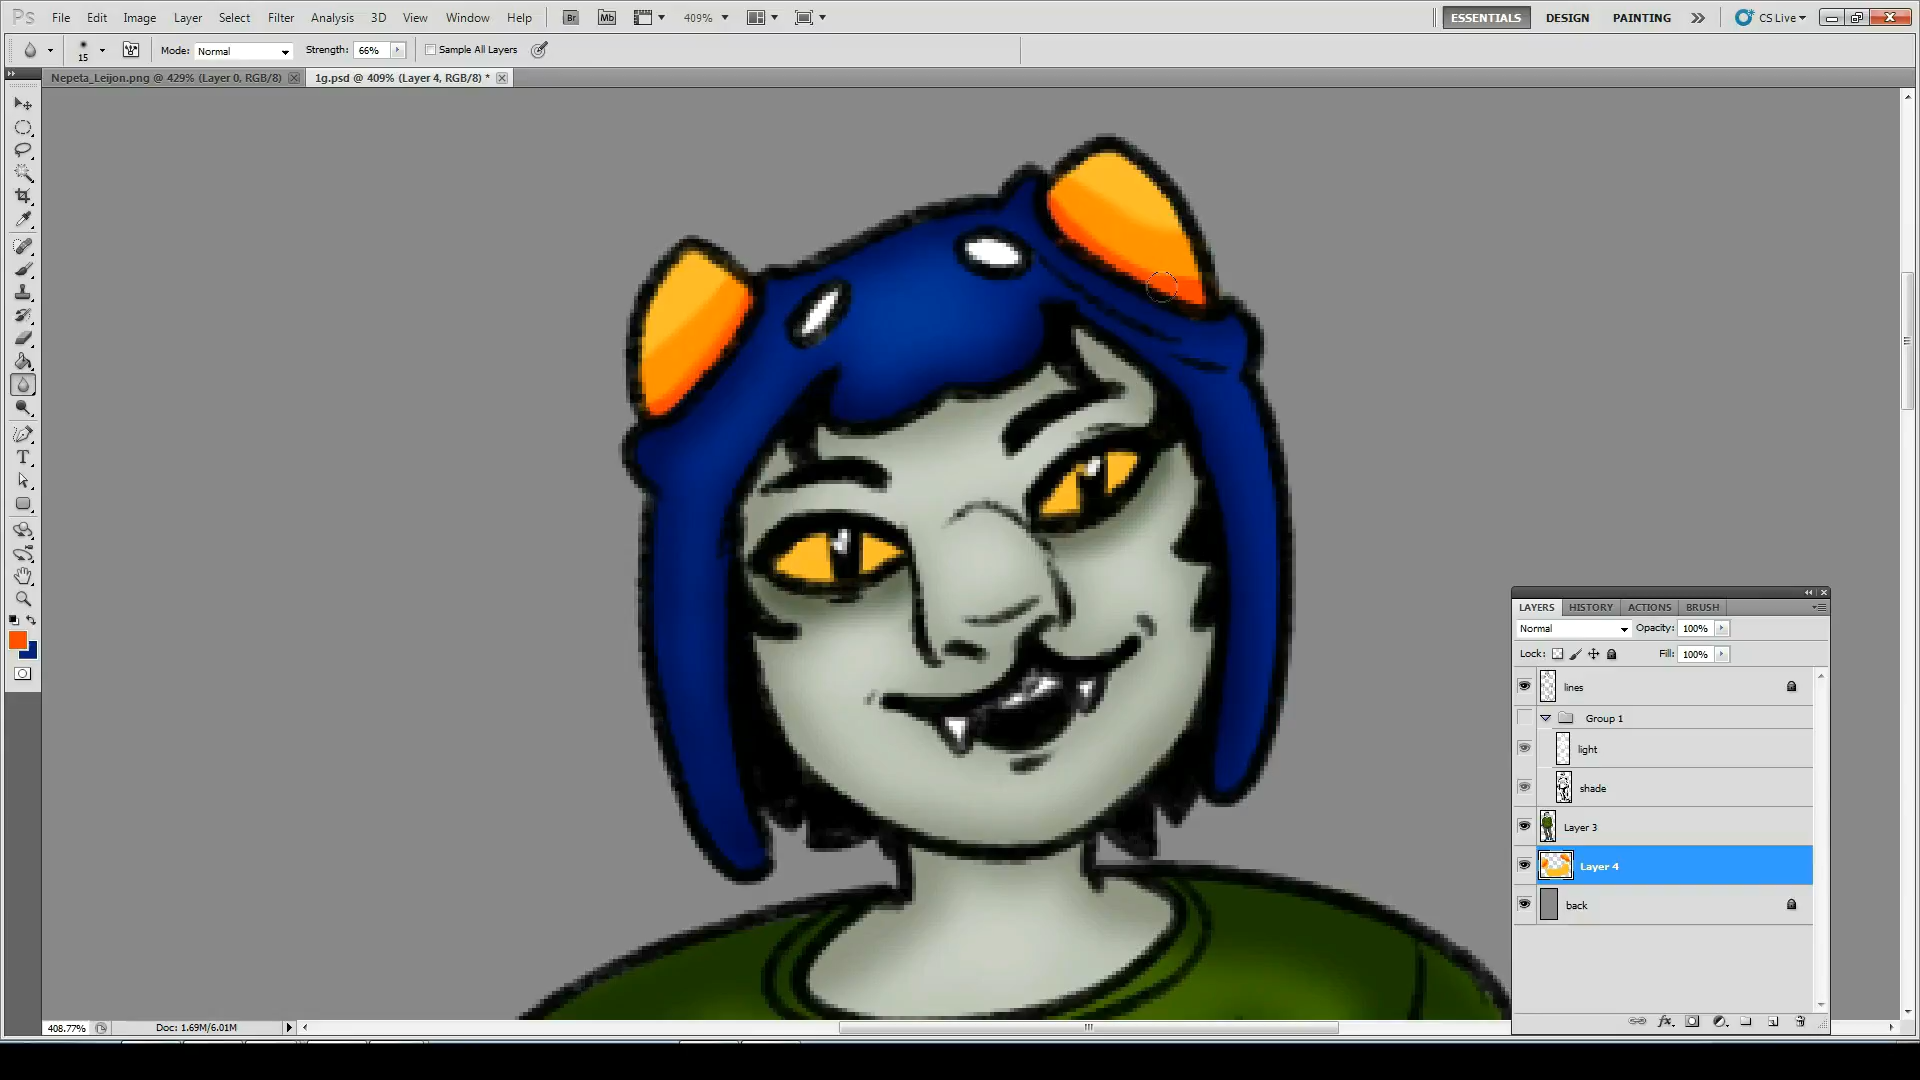 Ps File Edit Image Layer Select Filter Analysis 3D View Window Help Br Mb 409% ESSENTIALS DESIGN PAINTING CS Live
15 Mode: Normal Strength: 66% Sample All Layers
Nepeta_Leijon.png @ 429% (Layer 0, RGB/8) 1g.psd @ 409% (Layer 4, RGB/8) *
T
LAYERS HISTORY ACTIONS BRUSH
Normal Opacity: 100%
Lock: Fill: 100%
lines
Group 1
light
shade
Layer 3
Layer 4
back
fx
408.77% Doc: 1.69M/6.01M